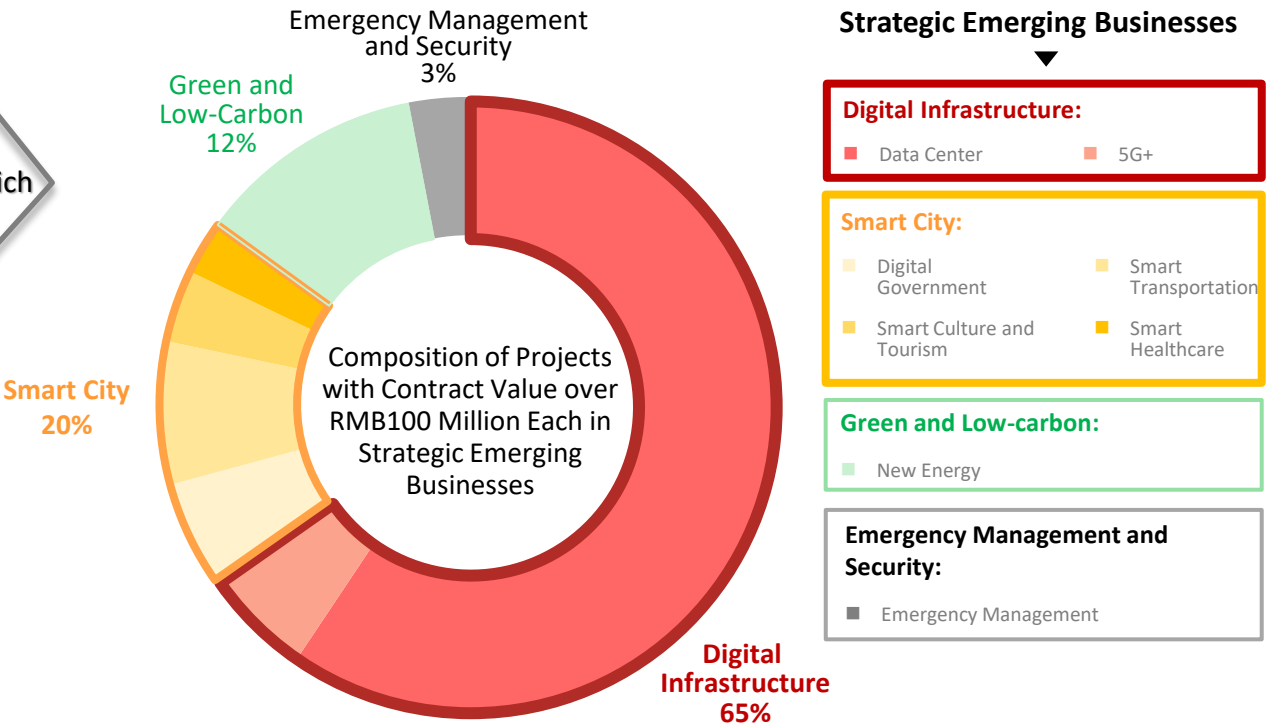 Emergency Management
and Security
3%
Green and
Low-Carbon
12%
ich
Smart City
20%
Composition of Projects
with Contract Value over
RMB100 Million Each in
Strategic Emerging
Businesses
Digital
Infrastructure
65%
Strategic Emerging Businesses
Digital Infrastructure:
Data Center
5G+
Smart City:
Digital
Government
Smart
Transportation
Smart Culture and
Tourism
Smart
Healthcare
Green and Low-carbon:
New Energy
Emergency Management and
Security:
Emergency Management